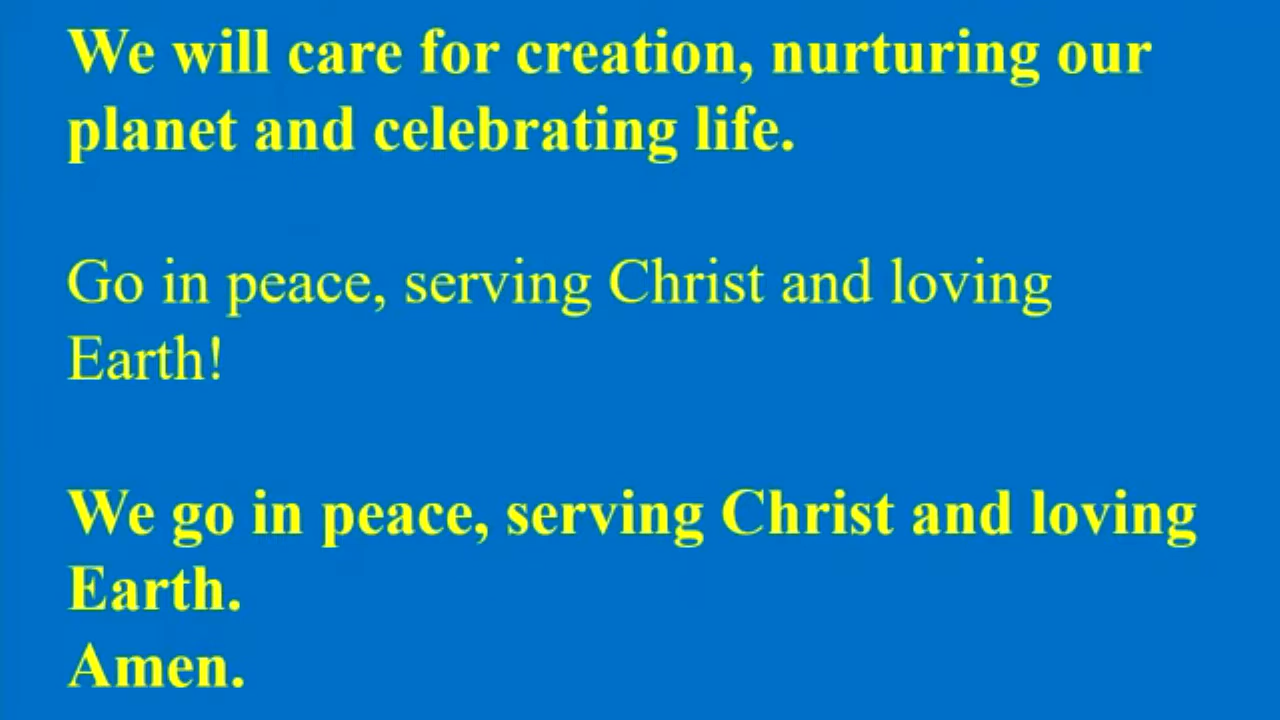 We will care for creation, nurturing our
planet and celebrating life.
Go in peace, serving Christ and loving
Earth!
We go in peace, serving Christ and loving
Earth.
Amen.